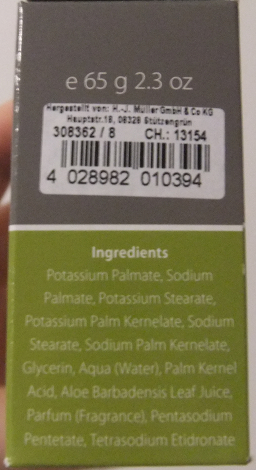 e 65 g 2.3 oz
Hergestellt von: H.-J. Müller GmbH & Co KG
Hauptstr.16, 08328 Stützengrün
308362 / 8 CH.: 13154
4 028982 010394
Ingredients
Potassium Palmate, Sodium
Palmate, Potassium Stearate,
Potassium Palm Kernelate, Sodium
Stearate, Sodium Palm Kernelate,
Glycerin, Aqua (Water), Palm Kernel
Acid, Aloe Barbadensis Leaf Juice,
Parfum (Fragrance), Pentasodium
Pentetate, Tetrasodium Etidronate